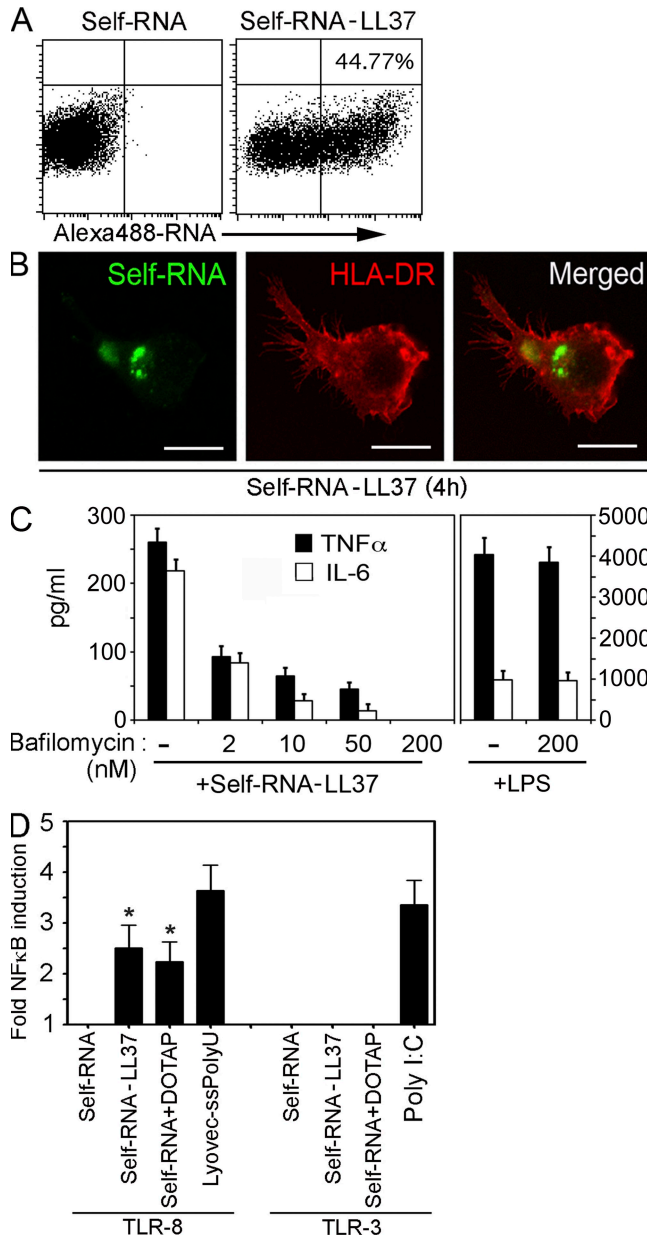 A
Self-RNA
Self-RNA-LL37
44.77%
Alexa488-RNA
B
Self-RNA
HLA-DR
Merged
Self-RNA-LL37 (4h)
C
pg/ml
300
200
100
0
TNFα
IL-6
5000
4000
3000
2000
1000
0
Bafilomycin : - 2 10 50 200 - 200
(nM)
+Self-RNA-LL37
+LPS
D
Fold NFκB induction
5
4
3
2
1
* *
Self-RNA
Self-RNA-LL37
Self-RNA+DOTAP
Lyovec-ssPolyU
Self-RNA
Self-RNA-LL37
Self-RNA+DOTAP
Poly I:C
TLR-8
TLR-3